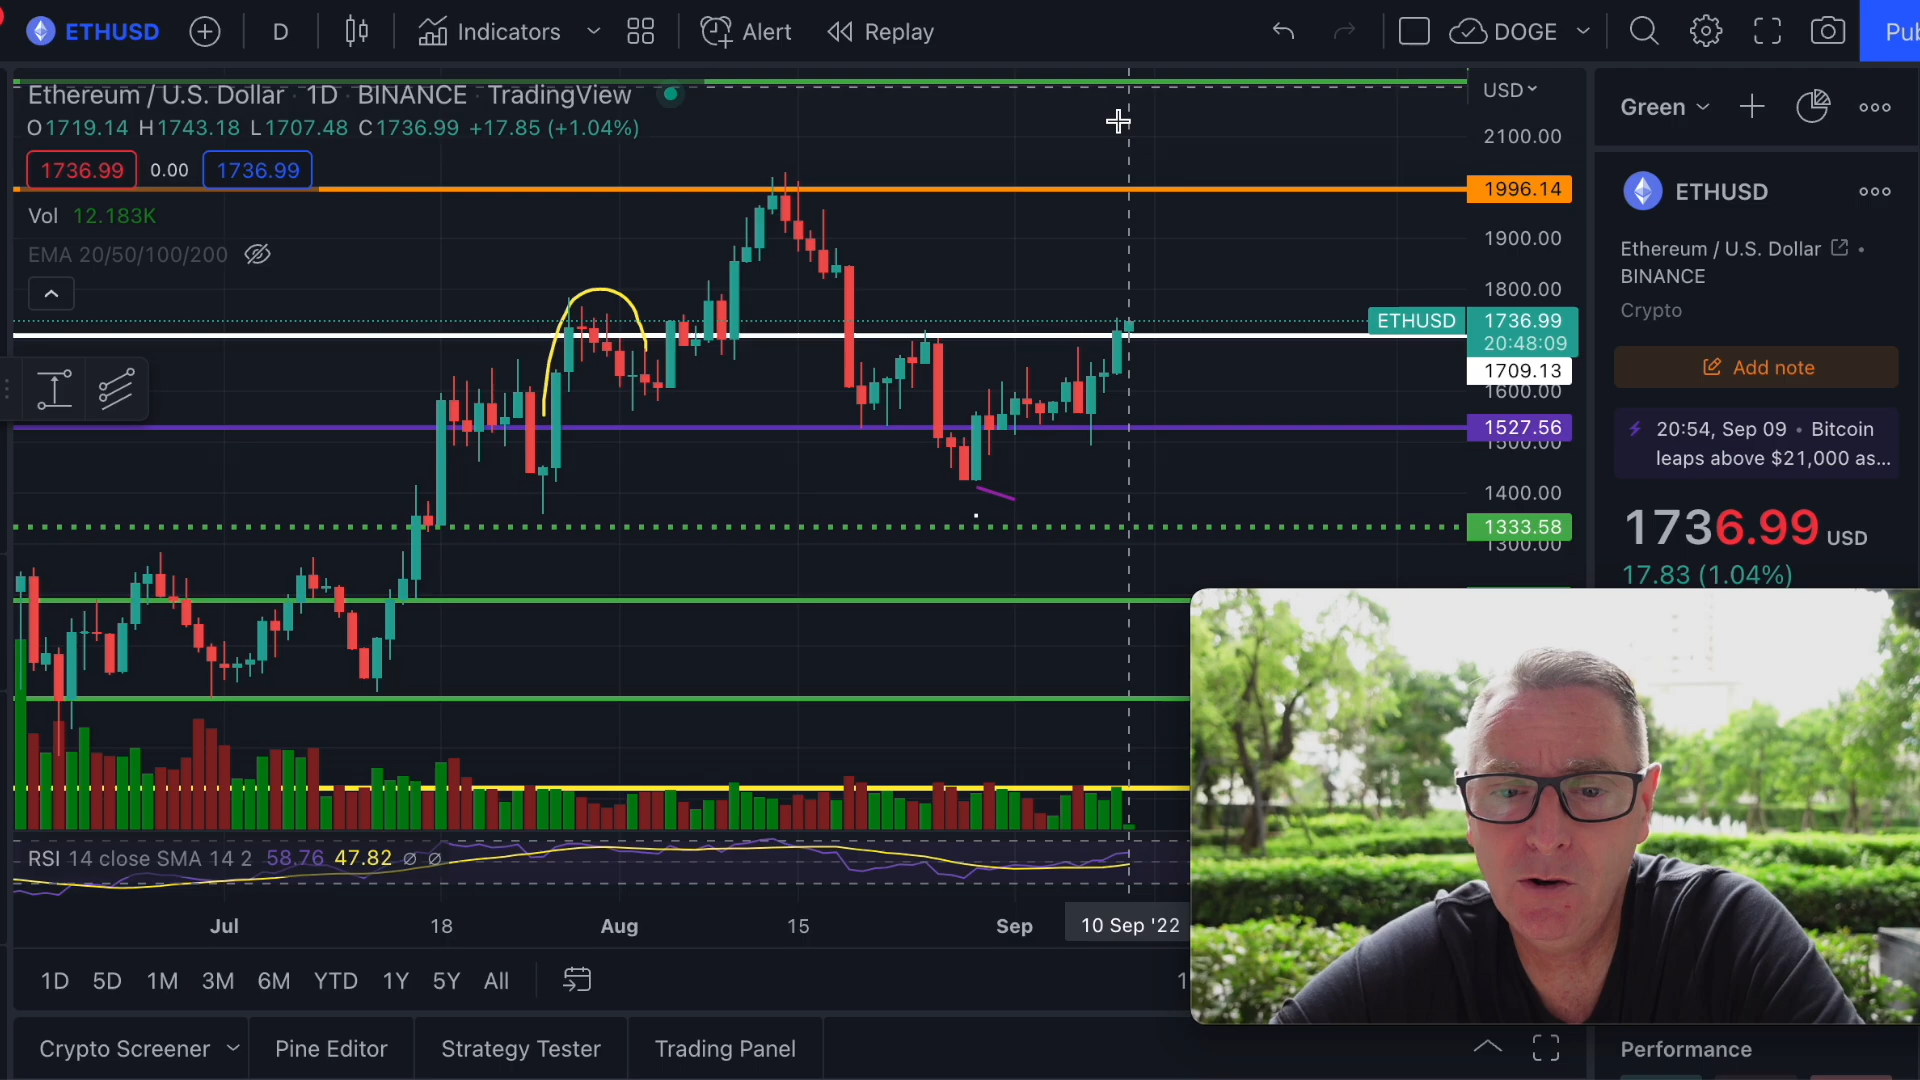 ETHUSD
D
Indicators
Alert
Replay
DOGE
Pub
Ethereum / U.S. Dollar · 1D · BINANCE · TradingView
O1719.14 H1743.18 L1707.48 C1736.99 +17.85 (+1.04%)
1736.99 0.00 1736.99
Vol 12.183K
EMA 20/50/100/200
USD
2100.00
1996.14
1900.00
1800.00
ETHUSD 1736.99
20:48:09
1709.13
1600.00
1527.56
1500.00
1400.00
1333.58
1300.00
RSI 14 close SMA 14 2 58.76 47.82 ∅ ∅
Jul 18 Aug 15 Sep 10 Sep '22
1D 5D 1M 3M 6M YTD 1Y 5Y All
1
Crypto Screener
Pine Editor
Strategy Tester
Trading Panel
Green
ETHUSD
Ethereum / U.S. Dollar •
BINANCE
Crypto
Add note
20:54, Sep 09 • Bitcoin
leaps above $21,000 as...
1736.99 USD
17.83 (1.04%)
Performance